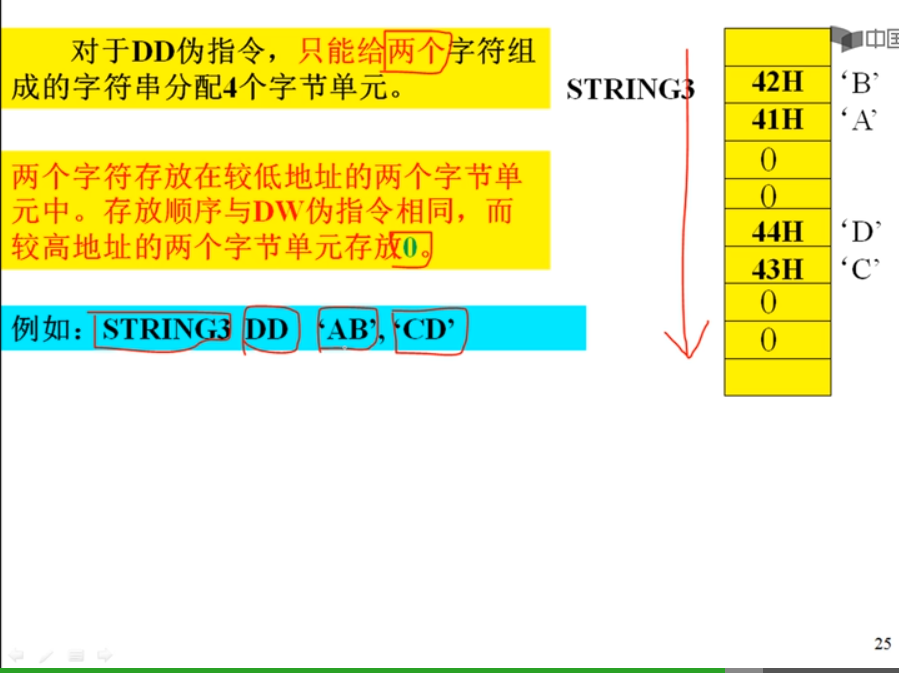 对于DD伪指令，只能给两个字符组
成的字符串分配4个字节单元。
中国
STRING3
42H ‘B’
41H ‘A’
0
0
44H ‘D’
43H ‘C’
0
0
两个字符存放在较低地址的两个字节单
元中。存放顺序与DW伪指令相同，而
较高地址的两个字节单元存放0。
例如：STRING3 DD ‘AB’, ‘CD’
25